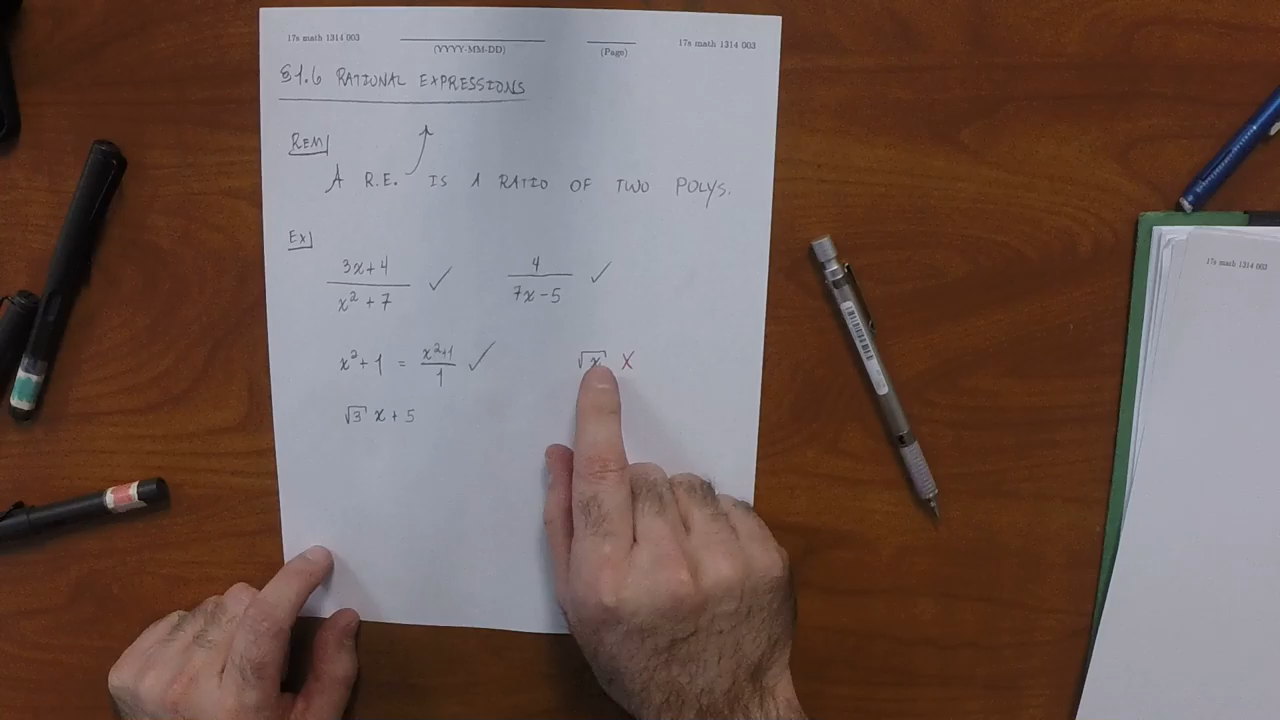 17s math 1314 003 (YYYY-MM-DD) (Page) 17s math 1314 003
§1.6 RATIONAL EXPRESSIONS
REM
A R.E. IS A RATIO OF TWO POLYS.
EX
3x+4 / x² + 7 ✓ 4 / 7x-5 ✓
x² + 1 = x²+1 / 1 ✓ √x X
√3 x + 5
17s math 1314 003